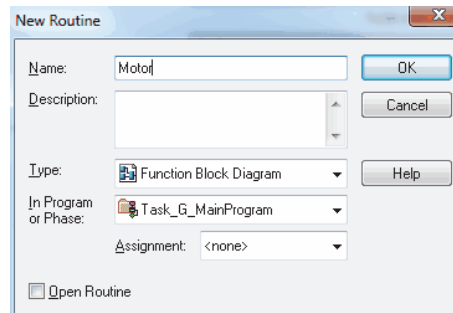 New Routine
Name: Motor OK
Description: Cancel
Type: Function Block Diagram Help
In Program
or Phase: Task_G_MainProgram
Assignment: <none>
Open Routine